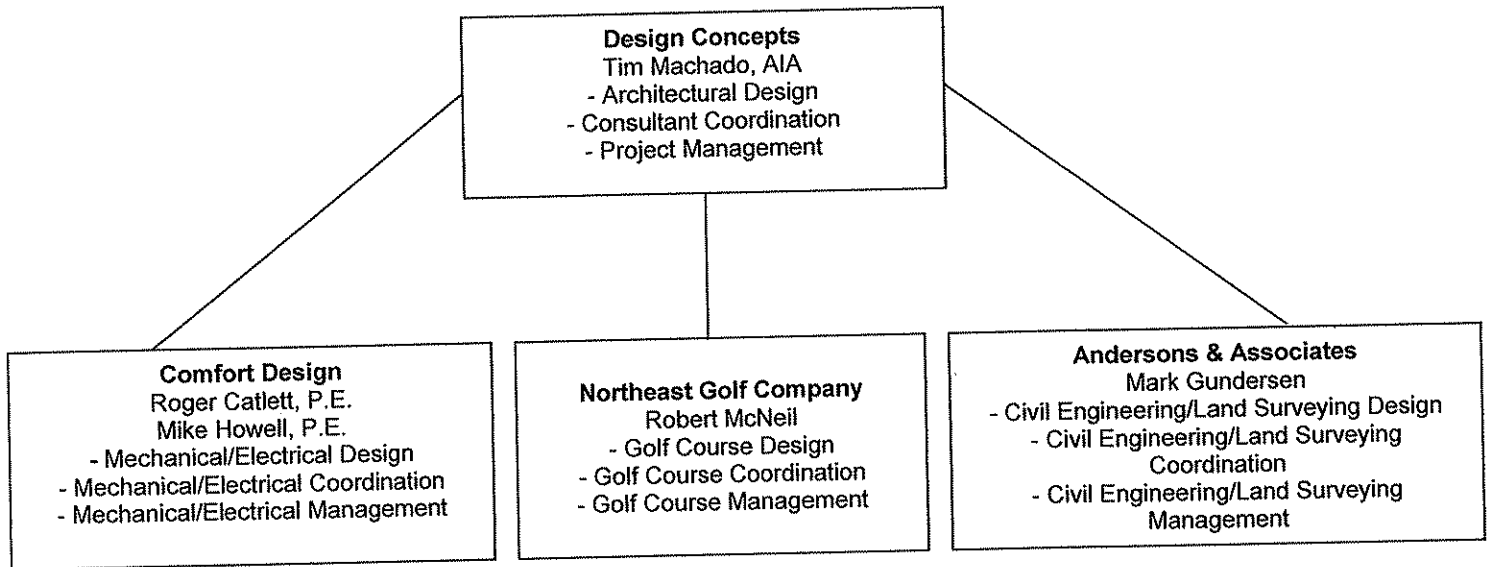 Design Concepts
Tim Machado, AIA
- Architectural Design
- Consultant Coordination
- Project Management
Comfort Design
Roger Catlett, P.E.
Mike Howell, P.E.
- Mechanical/Electrical Design
- Mechanical/Electrical Coordination
- Mechanical/Electrical Management
Northeast Golf Company
Robert McNeil
- Golf Course Design
- Golf Course Coordination
- Golf Course Management
Andersons & Associates
Mark Gundersen
- Civil Engineering/Land Surveying Design
- Civil Engineering/Land Surveying
Coordination
- Civil Engineering/Land Surveying
Management